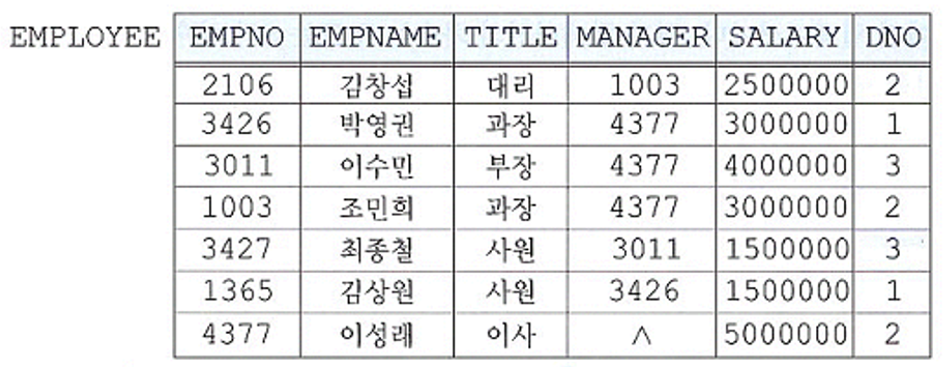 EMPLOYEE EMPNO EMPNAME TITLE MANAGER SALARY DNO
2106 김창섭 대리 1003 2500000 2
3426 박영권 과장 4377 3000000 1
3011 이수민 부장 4377 4000000 3
1003 조민희 과장 4377 3000000 2
3427 최종철 사원 3011 1500000 3
1365 김상원 사원 3426 1500000 1
4377 이성래 이사 ∧ 5000000 2